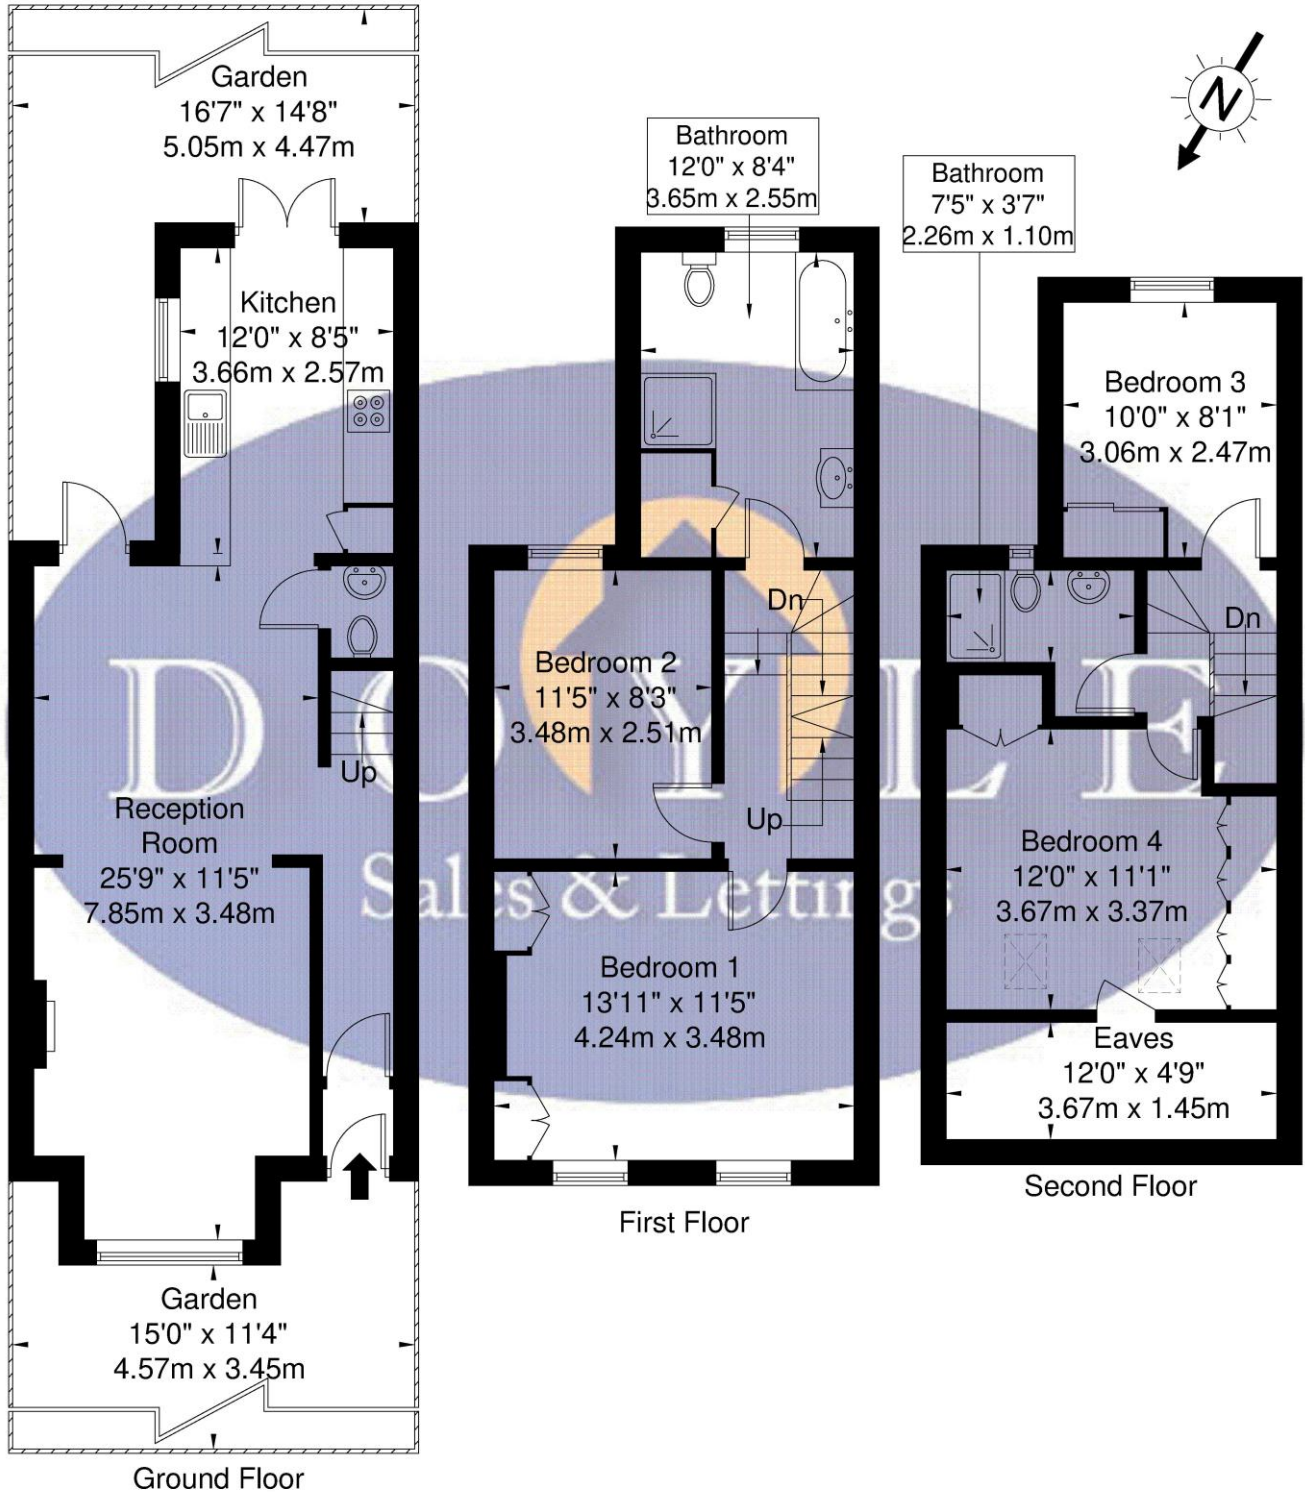 Garden
16'7" x 14'8"
5.05m x 4.47m
Kitchen
12'0" x 8'5"
3.66m x 2.57m
Up
Reception
Room
25'9" x 11'5"
7.85m x 3.48m
Garden
15'0" x 11'4"
4.57m x 3.45m
Ground Floor
Bathroom
12'0" x 8'4"
3.65m x 2.55m
Dn
Bedroom 2
11'5" x 8'3"
3.48m x 2.51m
Up
Bedroom 1
13'11" x 11'5"
4.24m x 3.48m
First Floor
N
Bathroom
7'5" x 3'7"
2.26m x 1.10m
Bedroom 3
10'0" x 8'1"
3.06m x 2.47m
Dn
Bedroom 4
12'0" x 11'1"
3.67m x 3.37m
Eaves
12'0" x 4'9"
3.67m x 1.45m
Second Floor
DOYLE
Sales & Lettings